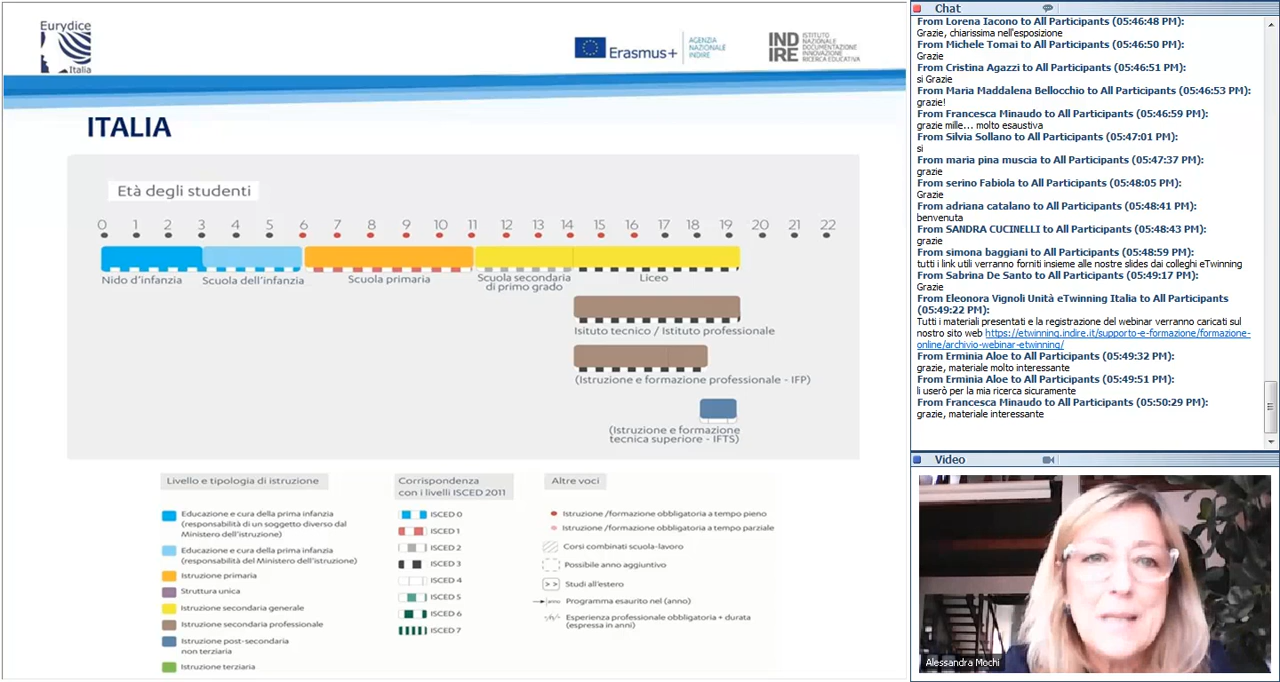 Eurydice
Italia
Erasmus+
AGENZIA
NAZIONALE
INDIRE
IND
IRE
ISTITUTO
NAZIONALE
DOCUMENTAZIONE
INNOVAZIONE
RICERCA EDUCATIVA
ITALIA
Età degli studenti
0 1 2 3 4 5 6 7 8 9 10 11 12 13 14 15 16 17 18 19 20 21 22
Nido d'infanzia
Scuola dell'infanzia
Scuola primaria
Scuola secondaria
di primo grado
Liceo
Isituto tecnico / Istituto professionale
(Istruzione e formazione professionale - IFP)
(Istruzione e formazione
tecnica superiore - IFTS)
Livello e tipologia di istruzione
Educazione e cura della prima infanzia
(responsabilità di un soggetto diverso dal
Ministero dell'istruzione)
Educazione e cura della prima infanzia
(responsabilità del Ministero dell'istruzione)
Istruzione primaria
Struttura unica
Istruzione secondaria generale
Istruzione secondaria professionale
Istruzione post-secondaria
non terziaria
Istruzione terziaria
Corrispondenza
con i livelli ISCED 2011
ISCED 0
ISCED 1
ISCED 2
ISCED 3
ISCED 4
ISCED 5
ISCED 6
ISCED 7
Altre voci
Istruzione /formazione obbligatoria a tempo pieno
Istruzione /formazione obbligatoria a tempo parziale
Corsi combinati scuola-lavoro
Possibile anno aggiuntivo
>> Studi all'estero
Programma esaurito nel (anno)
Esperienza professionale obbligatoria + durata
(espressa in anni)
Chat
From Lorena Iacono to All Participants (05:46:48 PM):
Grazie, chiarissima nell'esposizione
From Michele Tomai to All Participants (05:46:50 PM):
Grazie
From Cristina Agazzi to All Participants (05:46:51 PM):
si Grazie
From Maria Maddalena Bellocchio to All Participants (05:46:53 PM):
grazie!
From Francesca Minaudo to All Participants (05:46:59 PM):
grazie mille... molto esaustiva
From Silvia Sollano to All Participants (05:47:01 PM):
si
From maria pina muscia to All Participants (05:47:37 PM):
grazie
From serino Fabiola to All Participants (05:48:05 PM):
Grazie
From adriana catalano to All Participants (05:48:41 PM):
benvenuta
From SANDRA CUCINELLI to All Participants (05:48:43 PM):
grazie
From simona baggiani to All Participants (05:48:59 PM):
tutti i link utili verranno forniti insieme alle nostre slides dai colleghi eTwinning
From Sabrina De Santo to All Participants (05:49:17 PM):
Grazie
From Eleonora Vignoli Unità eTwinning Italia to All Participants
(05:49:22 PM):
Tutti i materiali presentati e la registrazione del webinar verranno caricati sul
nostro sito web https://etwinning.indire.it/supporto-e-formazione/formazione-
online/archivio-webinar-etwinning/
From Erminia Aloe to All Participants (05:49:32 PM):
grazie, materiale molto interessante
From Erminia Aloe to All Participants (05:49:51 PM):
li userò per la mia ricerca sicuramente
From Francesca Minaudo to All Participants (05:50:29 PM):
grazie, materiale interessante
Video
Alessandra Mochi